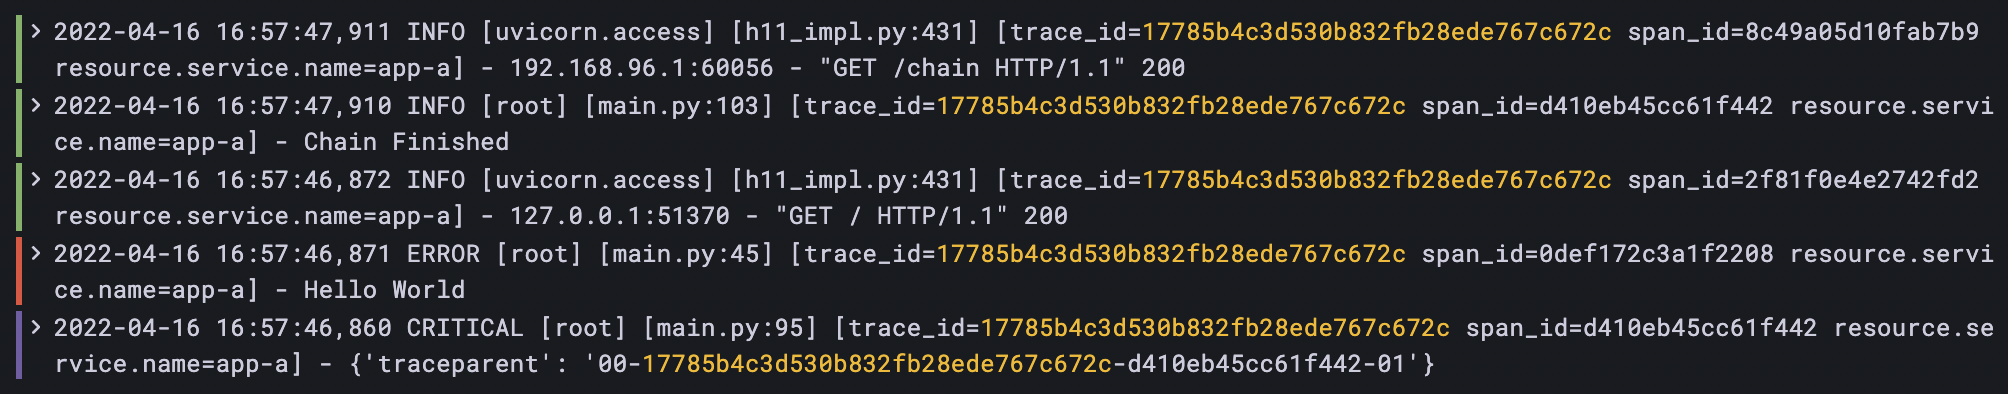 2022-04-16 16:57:47,911 INFO [uvicorn.access] [h11_impl.py:431] [trace_id=17785b4c3d530b832fb28ede767c672c span_id=8c49a05d10fab7b9
resource.service.name=app-a] - 192.168.96.1:60056 - "GET /chain HTTP/1.1" 200
2022-04-16 16:57:47,910 INFO [root] [main.py:103] [trace_id=17785b4c3d530b832fb28ede767c672c span_id=d410eb45cc61f442 resource.servi
ce.name=app-a] - Chain Finished
2022-04-16 16:57:46,872 INFO [uvicorn.access] [h11_impl.py:431] [trace_id=17785b4c3d530b832fb28ede767c672c span_id=2f81f0e4e2742fd2
resource.service.name=app-a] - 127.0.0.1:51370 - "GET / HTTP/1.1" 200
2022-04-16 16:57:46,871 ERROR [root] [main.py:45] [trace_id=17785b4c3d530b832fb28ede767c672c span_id=0def172c3a1f2208 resource.servi
ce.name=app-a] - Hello World
2022-04-16 16:57:46,860 CRITICAL [root] [main.py:95] [trace_id=17785b4c3d530b832fb28ede767c672c span_id=d410eb45cc61f442 resource.se
rvice.name=app-a] - {'traceparent': '00-17785b4c3d530b832fb28ede767c672c-d410eb45cc61f442-01'}